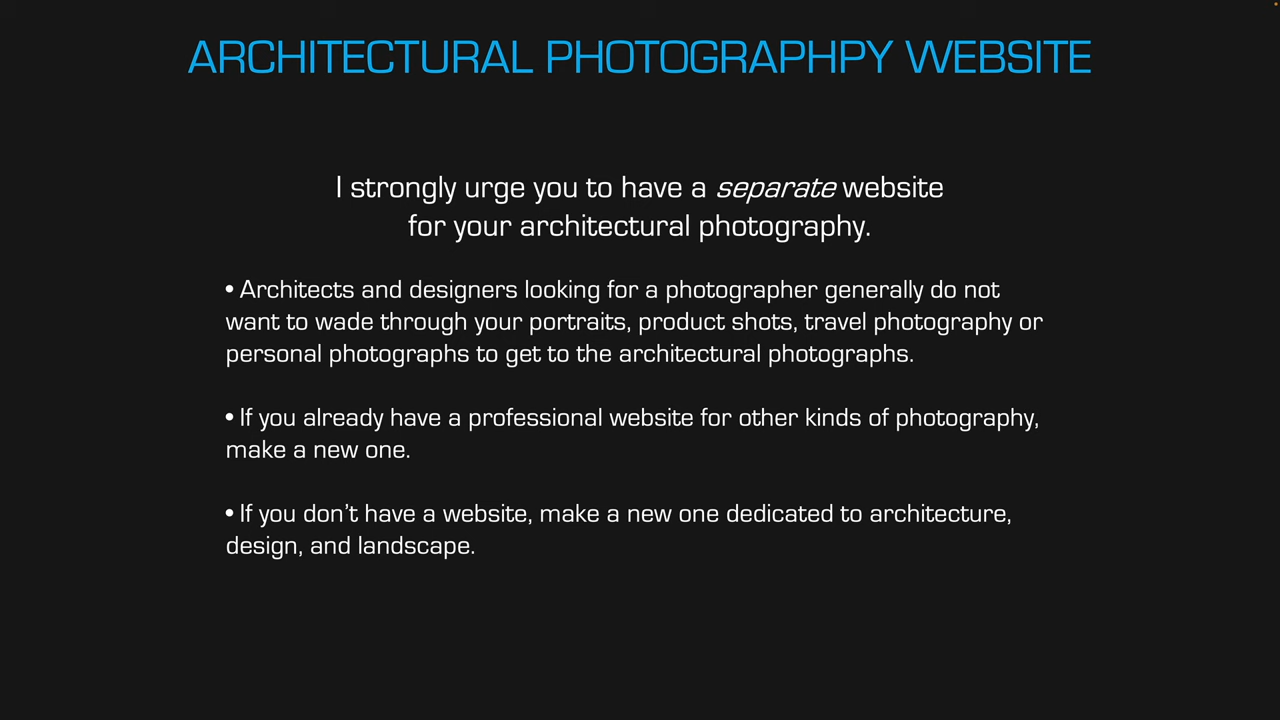 ARCHITECTURAL PHOTOGRAPHPY WEBSITE
I strongly urge you to have a separate website
for your architectural photography.
• Architects and designers looking for a photographer generally do not
want to wade through your portraits, product shots, travel photography or
personal photographs to get to the architectural photographs.
• If you already have a professional website for other kinds of photography,
make a new one.
• If you don't have a website, make a new one dedicated to architecture,
design, and landscape.